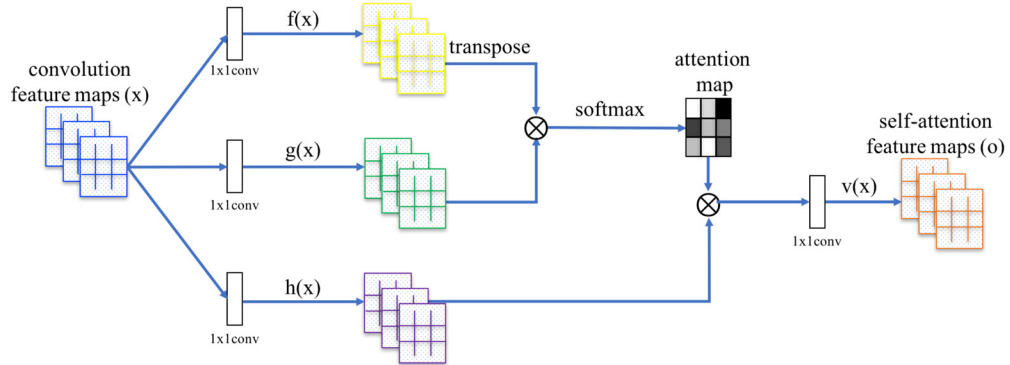 f(x)
1x1conv
transpose
convolution
feature maps (x)
attention
map
softmax
g(x)
1x1conv
self-attention
feature maps (o)
v(x)
1x1conv
h(x)
1x1conv